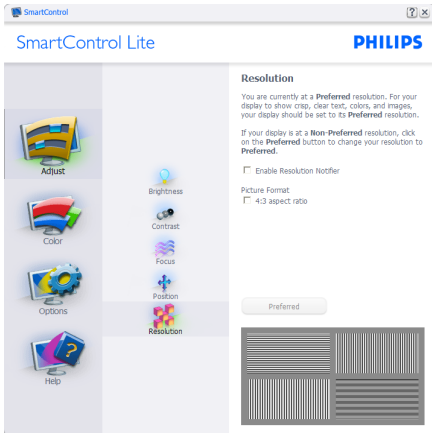 SmartControl
SmartControl Lite
PHILIPS
Adjust
Color
Options
Help
Brightness
Contrast
Focus
Position
Resolution
Resolution
You are currently at a Preferred resolution. For your
display to show crisp, clear text, colors, and images,
your display should be set to its Preferred resolution.
If your display is at a Non-Preferred resolution, click
on the Preferred button to change your resolution to
Preferred.
Enable Resolution Notifier
Picture Format
4:3 aspect ratio
Preferred